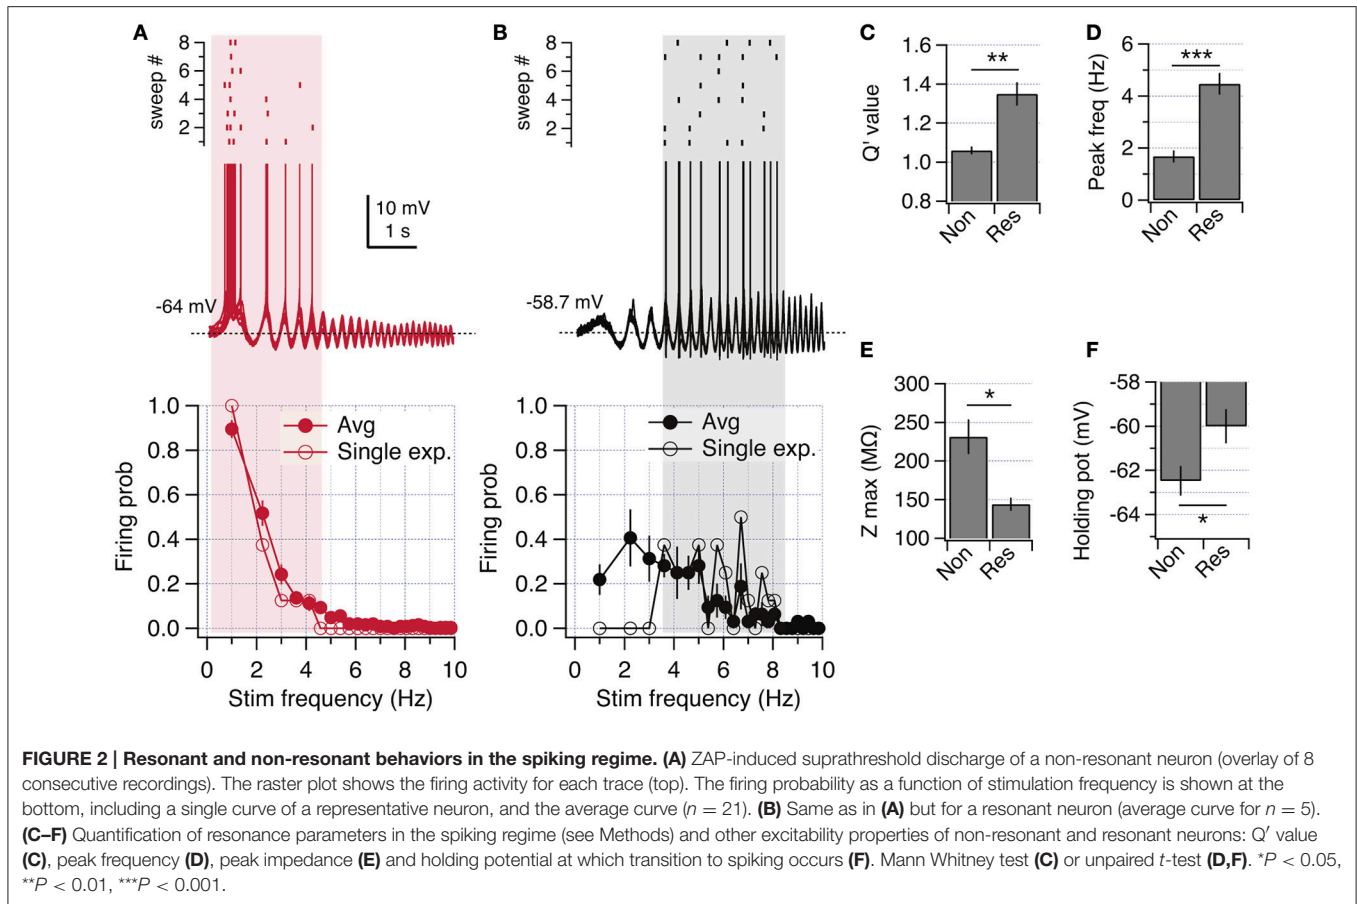 A
sweep #
8
6
4
2
10 mV
1 s
-64 mV
1.0
0.8
0.6
0.4
0.2
0.0
Firing prob
Avg
Single exp.
0 2 4 6 8 10
Stim frequency (Hz)
B
sweep #
8
6
4
2
-58.7 mV
1.0
0.8
0.6
0.4
0.2
0.0
Firing prob
Avg
Single exp.
0 2 4 6 8 10
Stim frequency (Hz)
C
Q' value
1.6
1.4
1.2
1.0
0.8
**
Non Res
D
Peak freq (Hz)
6
4
2
0
***
Non Res
E
Z max (MΩ)
300
250
200
150
100
*
Non Res
F
Holding pot (mV)
-58
-60
-62
-64
*
Non Res
FIGURE 2 | Resonant and non-resonant behaviors in the spiking regime. (A) ZAP-induced suprathreshold discharge of a non-resonant neuron (overlay of 8
consecutive recordings). The raster plot shows the firing activity for each trace (top). The firing probability as a function of stimulation frequency is shown at the
bottom, including a single curve of a representative neuron, and the average curve (n = 21). (B) Same as in (A) but for a resonant neuron (average curve for n = 5).
(C–F) Quantification of resonance parameters in the spiking regime (see Methods) and other excitability properties of non-resonant and resonant neurons: Q′ value
(C), peak frequency (D), peak impedance (E) and holding potential at which transition to spiking occurs (F). Mann Whitney test (C) or unpaired t-test (D,F). *P < 0.05,
**P < 0.01, ***P < 0.001.